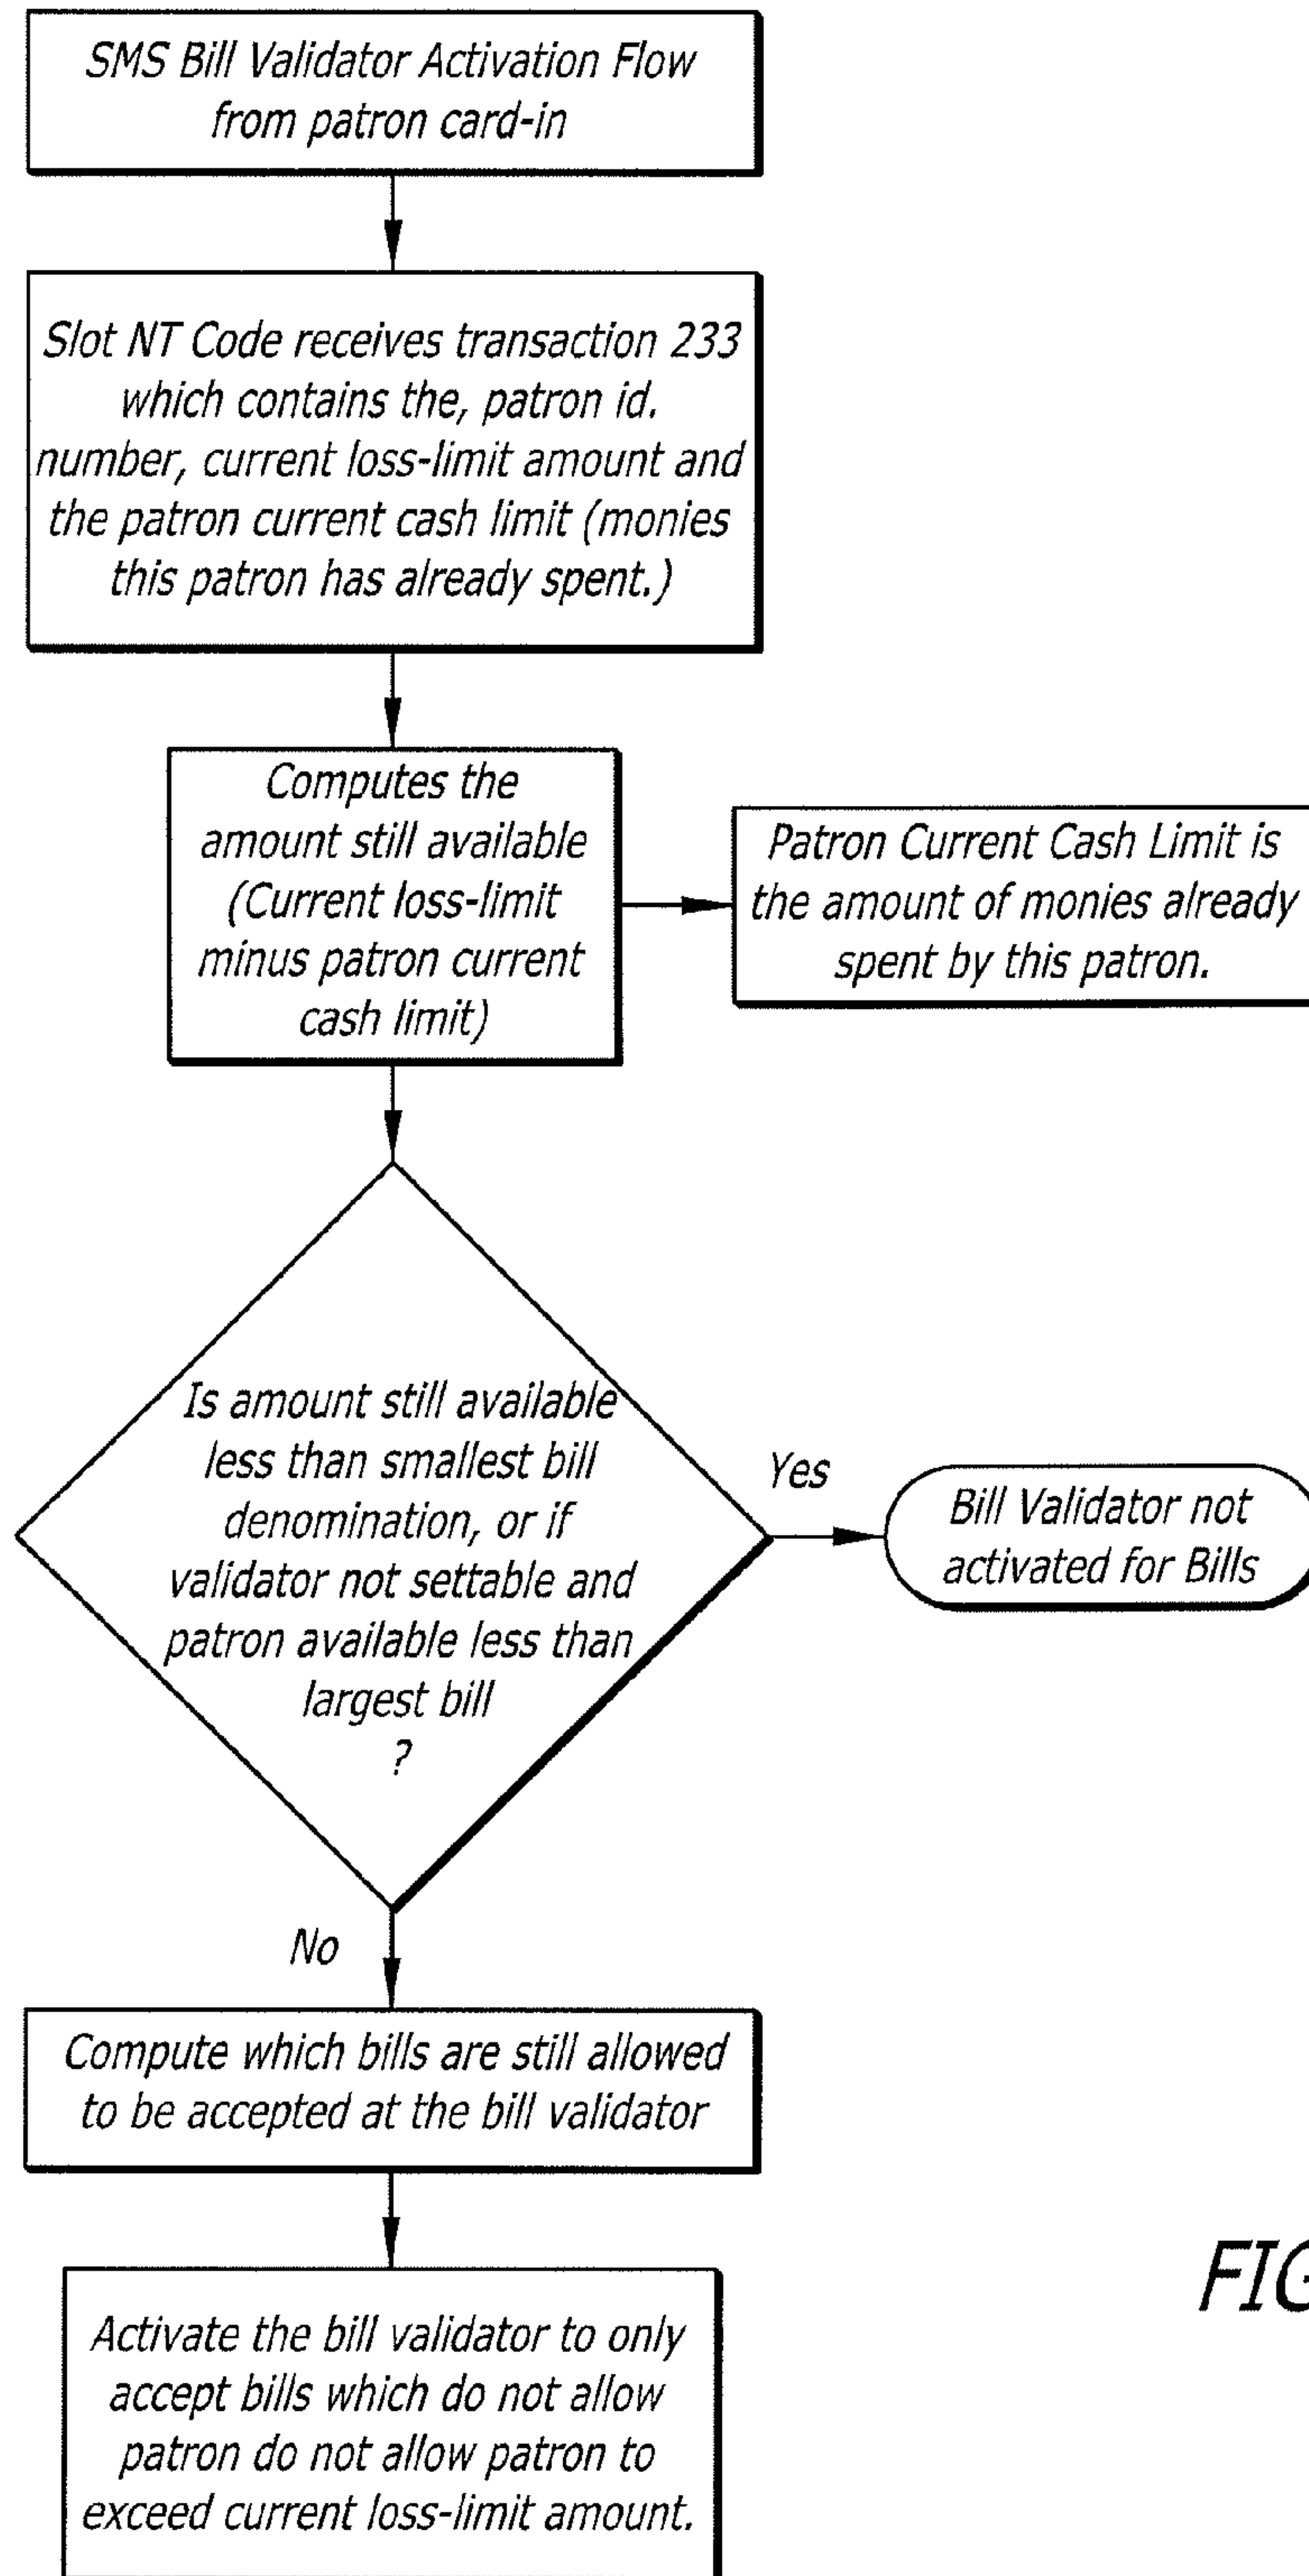 SMS Bill Validator Activation Flow
from patron card-in
Slot NT Code receives transaction 233
which contains the, patron id.
number, current loss-limit amount and
the patron current cash limit (monies
this patron has already spent.)
Computes the
amount still available
(Current loss-limit
minus patron current
cash limit)
Patron Current Cash Limit is
the amount of monies already
spent by this patron.
Is amount still available
less than smallest bill
denomination, or if
validator not settable and
patron available less than
largest bill
?
Yes
Bill Validator not
activated for Bills
No
Compute which bills are still allowed
to be accepted at the bill validator
Activate the bill validator to only
accept bills which do not allow
patron do not allow patron to
exceed current loss-limit amount.
FIG